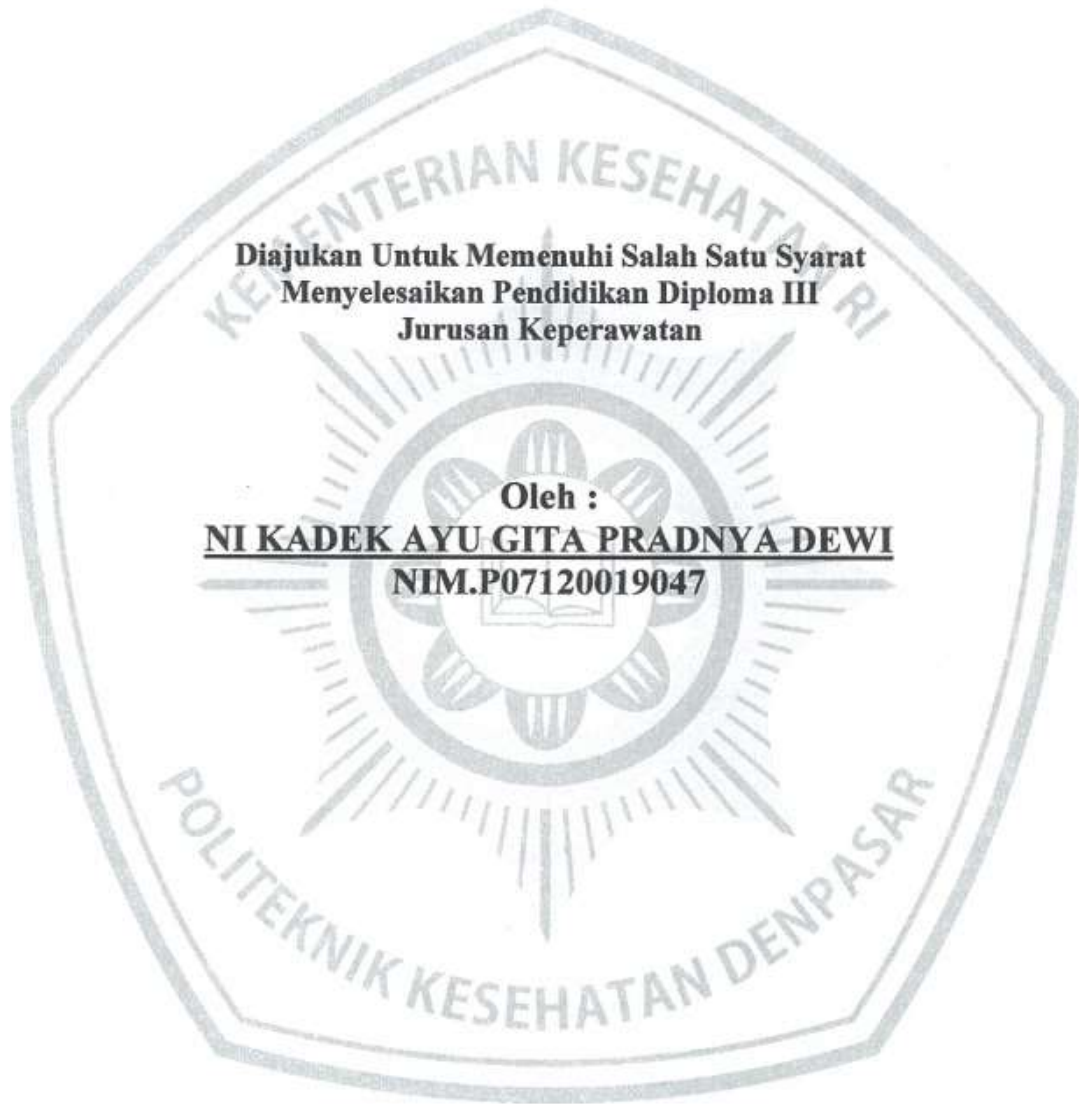 KEMENTERIAN KESEHATAN RI
Diajukan Untuk Memenuhi Salah Satu Syarat
Menyelesaikan Pendidikan Diploma III
Jurusan Keperawatan
Oleh :
NI KADEK AYU GITA PRADNYA DEWI
NIM.P07120019047
POLITEKNIK KESEHATAN DENPASAR